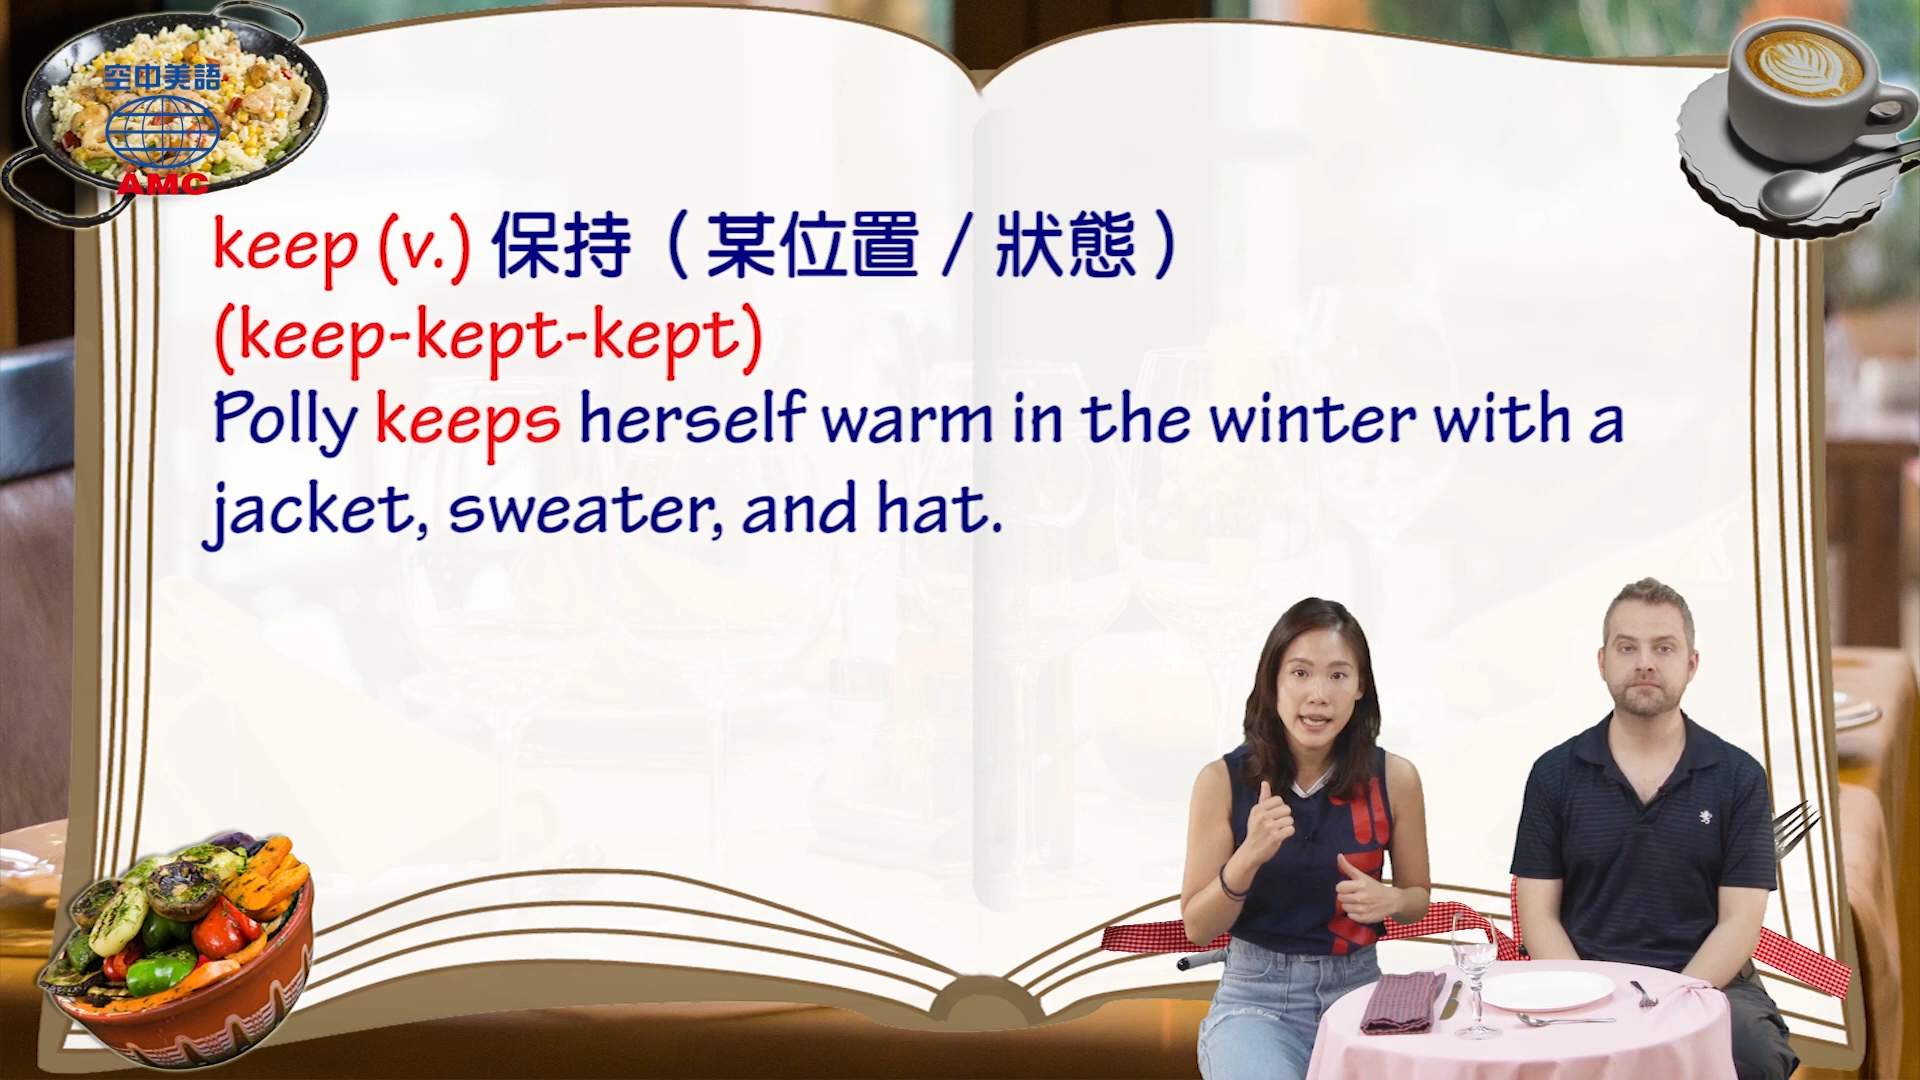 空中美語
AMC
keep (v.) 保持（某位置 / 狀態）
(keep-kept-kept)
Polly keeps herself warm in the winter with a
jacket, sweater, and hat.